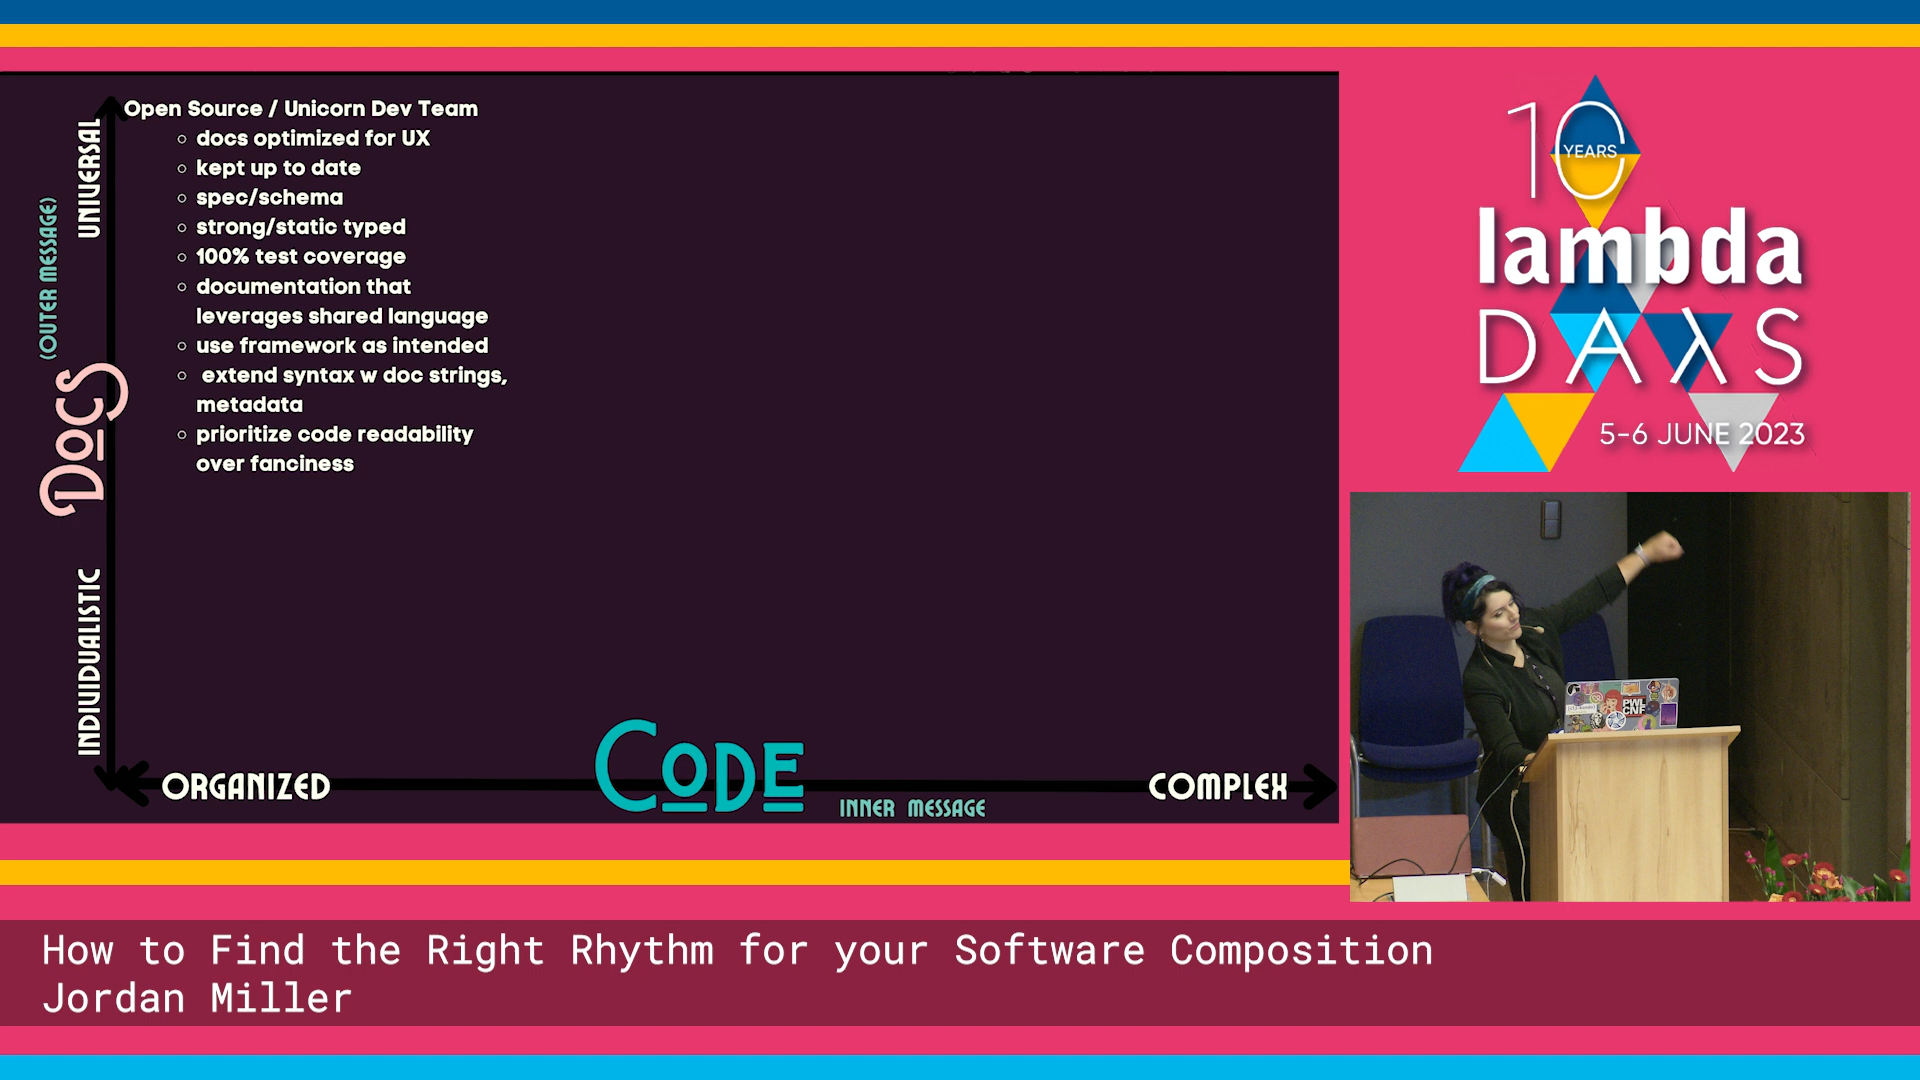 Open Source / Unicorn Dev Team
docs optimized for UX
kept up to date
spec/schema
strong/static typed
100% test coverage
documentation that
leverages shared language
use framework as intended
extend syntax w doc strings,
metadata
prioritize code readability
over fanciness
UNIVERSAL
(OUTER MESSAGE)
DOCS
INDIVIDUALISTIC
ORGANIZED
CODE
INNER MESSAGE
COMPLEX
10
YEARS
lambda
DAλS
5-6 JUNE 2023
PWL
CNF
How to Find the Right Rhythm for your Software Composition
Jordan Miller